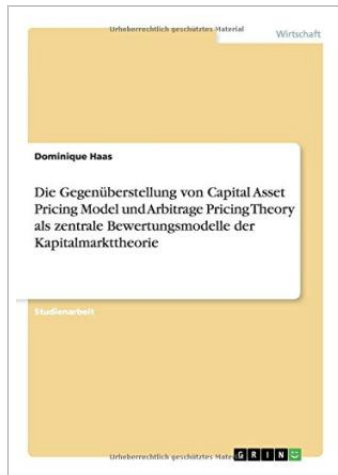 Urheberrechtlich geschütztes Material
Wirtschaft
Dominique Haas
Die Gegenüberstellung von Capital Asset
Pricing Model und Arbitrage Pricing Theory
als zentrale Bewertungsmodelle der
Kapitalmarkttheorie
Studienarbeit
GRIN
Urheberrechtlich geschütztes Mater